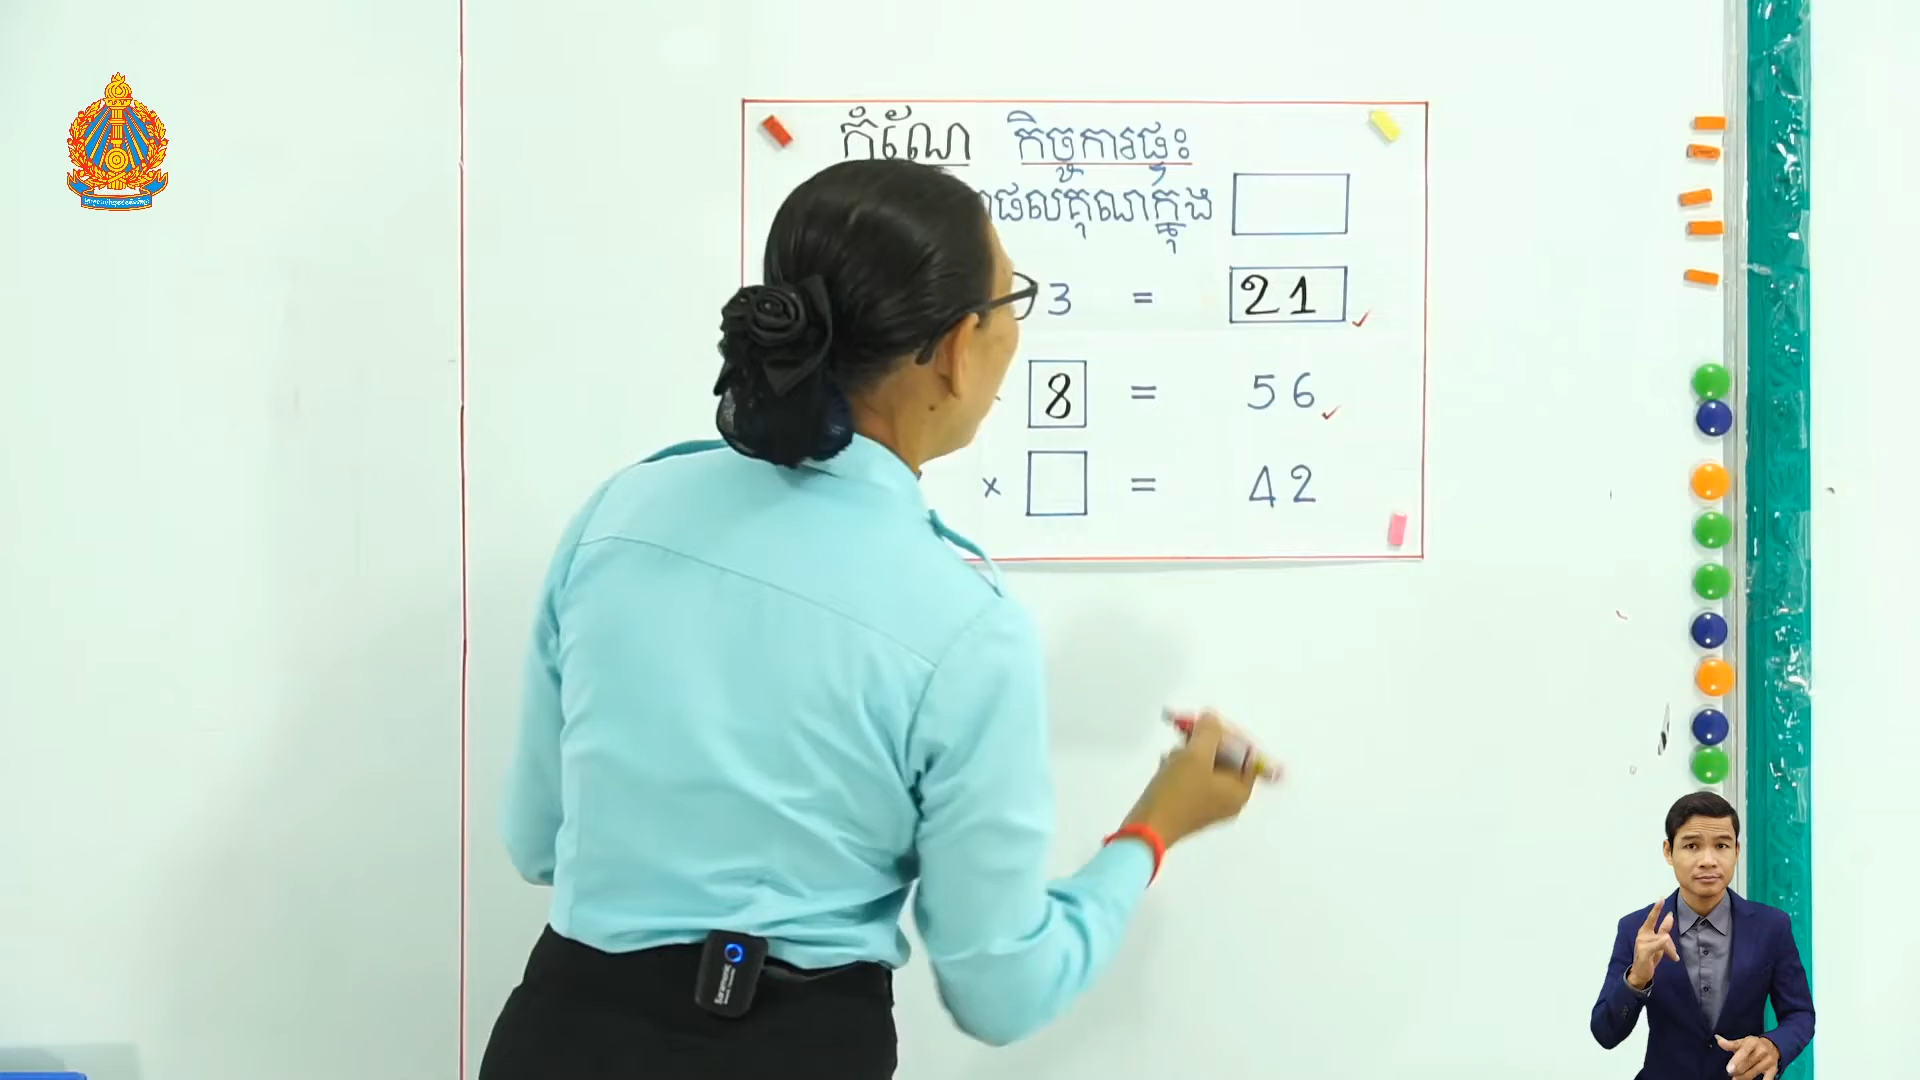 កំណែ កិច្ចការផ្ទះ
ផលគុណក្នុង
3 = 21
8 = 56
× = 42